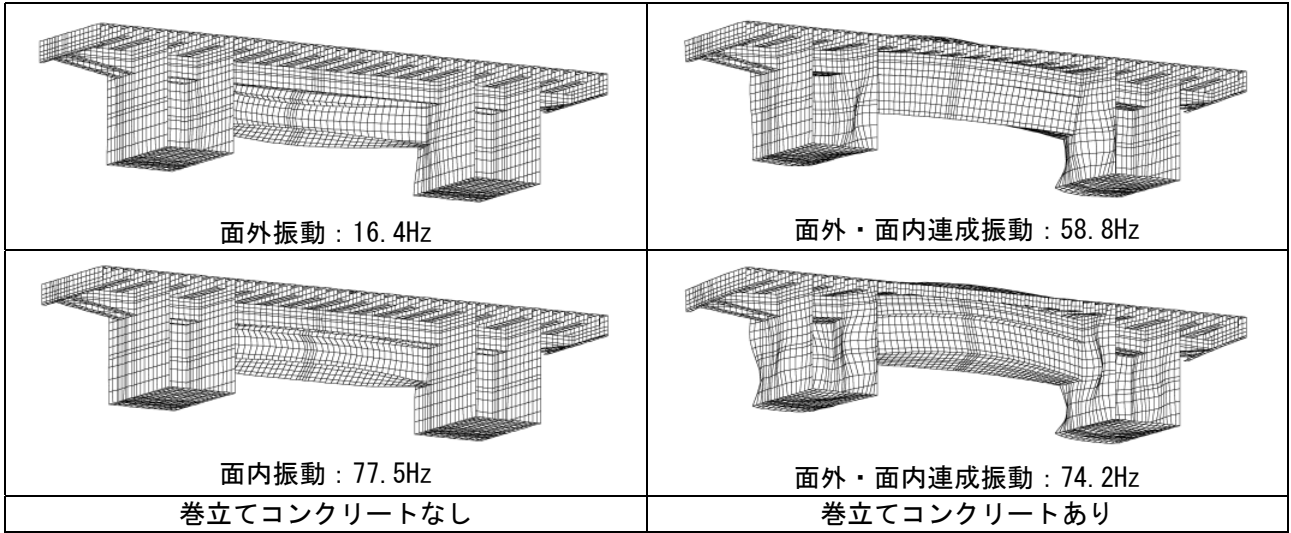 面外振動：16.4Hz
面外・面内連成振動：58.8Hz
面内振動：77.5Hz
面外・面内連成振動：74.2Hz
巻立てコンクリートなし
巻立てコンクリートあり